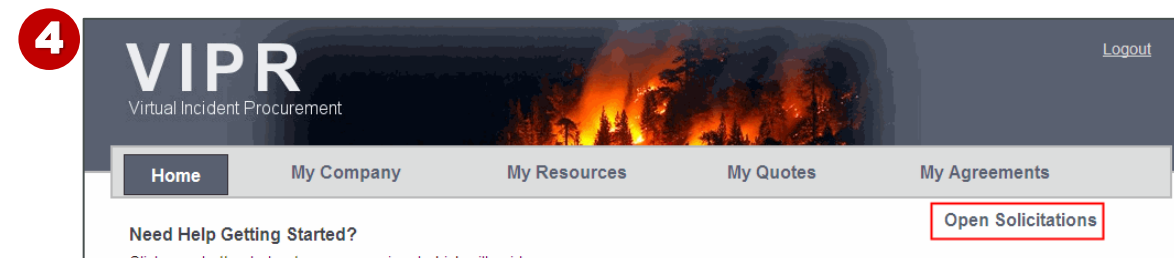 4
VIPR
Logout
Virtual Incident Procurement
Home My Company My Resources My Quotes My Agreements
Open Solicitations
Need Help Getting Started?